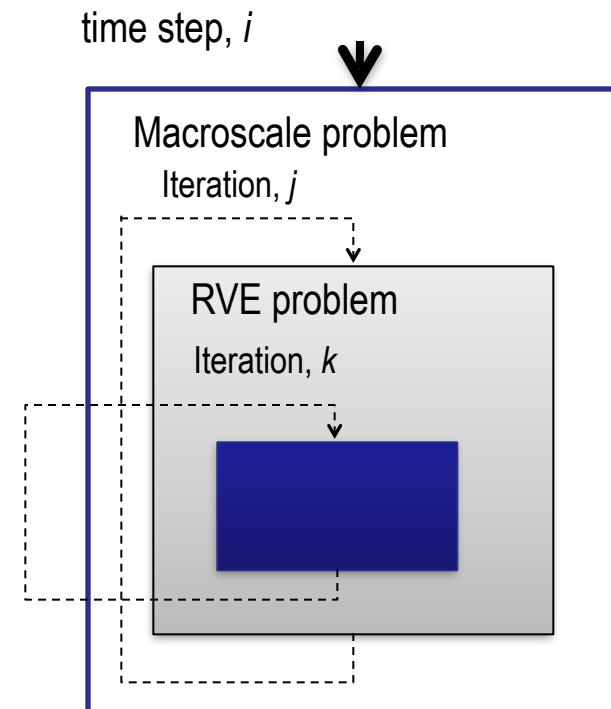 time step, i
Macroscale problem
Iteration, j
RVE problem
Iteration, k